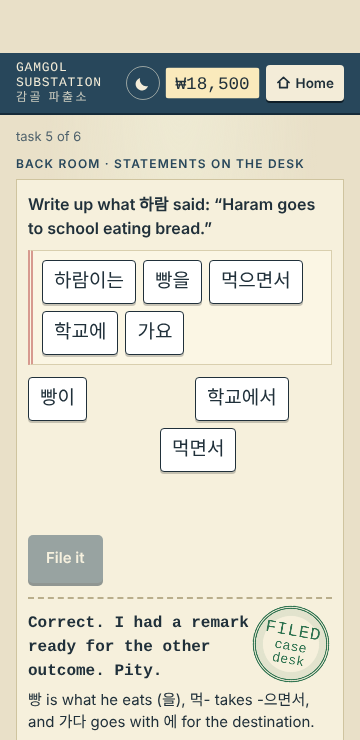 GAMGOL
SUBSTATION
감골 파출소
₩18,500
Home
task 5 of 6
BACK ROOM · STATEMENTS ON THE DESK
Write up what 하람 said: “Haram goes
to school eating bread.”
하람이는 빵을 먹으면서
학교에 가요
빵이 학교에서
먹면서
File it
Correct. I had a remark
ready for the other
outcome. Pity.
FILED
case
desk
빵 is what he eats (을), 먹- takes -으면서,
and 가다 goes with 에 for the destination.